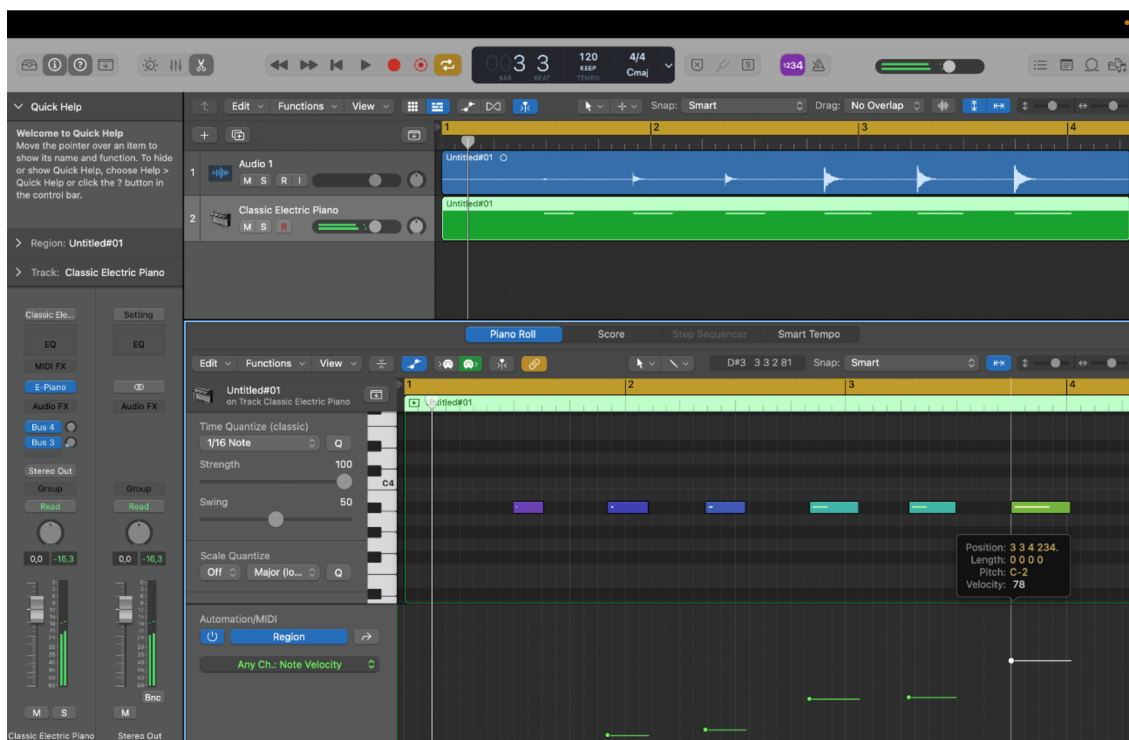 003 3
BAR BEAT
120
KEEP
TEMPO
4/4
Cmaj
1234
Quick Help
Welcome to Quick Help
Move the pointer over an item to
show its name and function. To hide
or show Quick Help, choose Help >
Quick Help or click the ? button in
the control bar.
Region: Untitled#01
Track: Classic Electric Piano
Edit Functions View Snap: Smart Drag: No Overlap
1 2 3 4
1 Audio 1
M S R I
Untitled#01
2 Classic Electric Piano
M S R
Untitled#01
Classic Ele... Setting
EQ EQ
MIDI FX
E-Piano
Audio FX Audio FX
Bus 4
Bus 3
Stereo Out
Group Group
Read Read
0,0 -16,3 0,0 -16,3
Bnc
M S M
Classic Electric Piano Stereo Out
Piano Roll Score Step Sequencer Smart Tempo
Edit Functions View D#3 3 3 2 81 Snap: Smart
Untitled#01
on Track Classic Electric Piano
1 2 3 4
Untitled#01
Time Quantize (classic)
1/16 Note Q
Strength 100
Swing 50
Scale Quantize
Off Major (lo... Q
C4
Position: 3 3 4 234.
Length: 0 0 0 0
Pitch: C-2
Velocity: 78
Automation/MIDI
Region
Any Ch.: Note Velocity